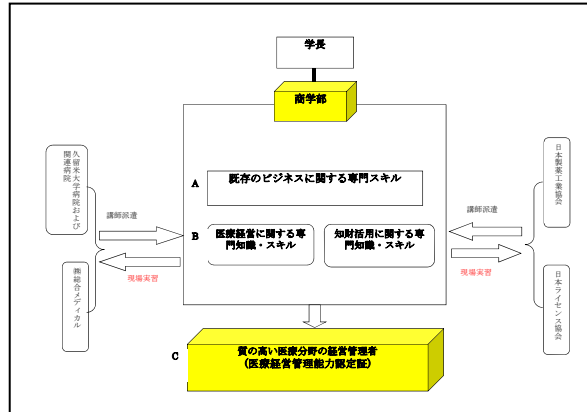 学長
商学部
久留米大学病院および
関連病院
㈱総合メディカル
講師派遣
現場実習
A
既存のビジネスに関する専門スキル
B
医療経営に関する専
門知識・スキル
知財活用に関する専
門知識・スキル
講師派遣
現場実習
日本製薬工業協会
日本ライセンス協会
C
質の高い医療分野の経営管理者
(医療経営管理能力認定証)